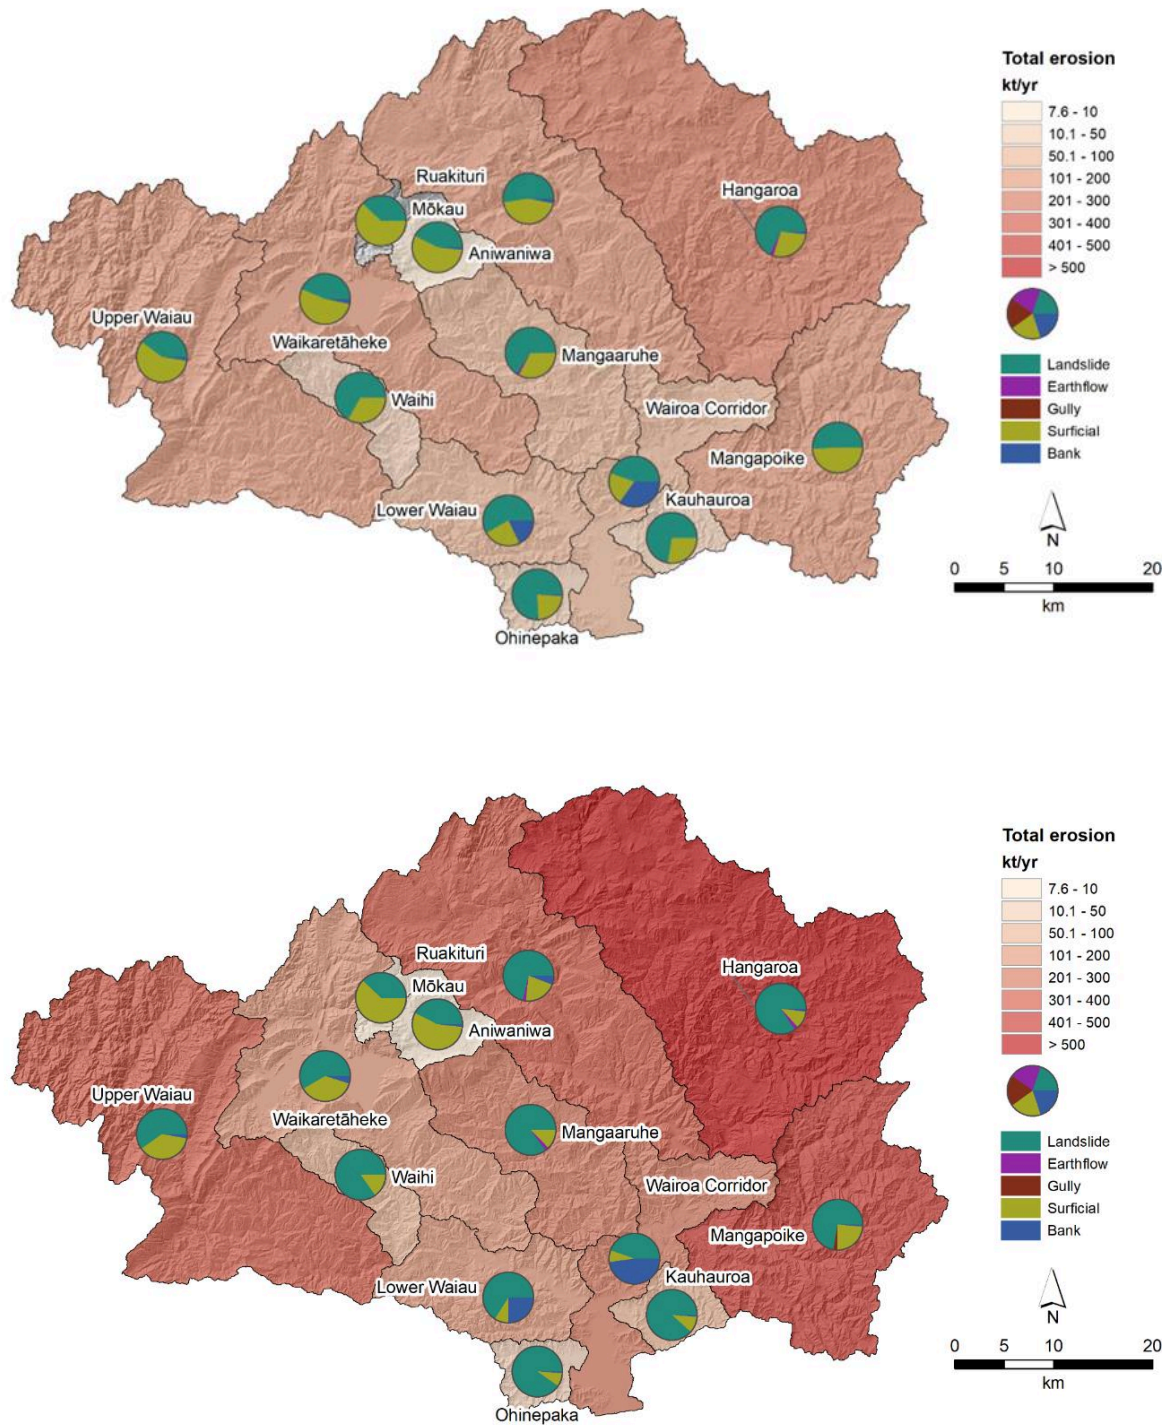 Total erosion
kt/yr
7.6 - 10
10.1 - 50
50.1 - 100
101 - 200
201 - 300
301 - 400
401 - 500
> 500
Landslide
Earthflow
Gully
Surficial
Bank
N
0 5 10 20
km
Ruakituri
Mōkau
Aniwaniwa
Hangaroa
Upper Waiau
Waikaretāheke
Waihi
Mangaaruhe
Wairoa Corridor
Mangapoike
Kauhauroa
Lower Waiau
Ohinepaka
Total erosion
kt/yr
7.6 - 10
10.1 - 50
50.1 - 100
101 - 200
201 - 300
301 - 400
401 - 500
> 500
Landslide
Earthflow
Gully
Surficial
Bank
N
0 5 10 20
km
Ruakituri
Mōkau
Aniwaniwa
Hangaroa
Upper Waiau
Waikaretāheke
Waihi
Mangaaruhe
Wairoa Corridor
Mangapoike
Kauhauroa
Lower Waiau
Ohinepaka